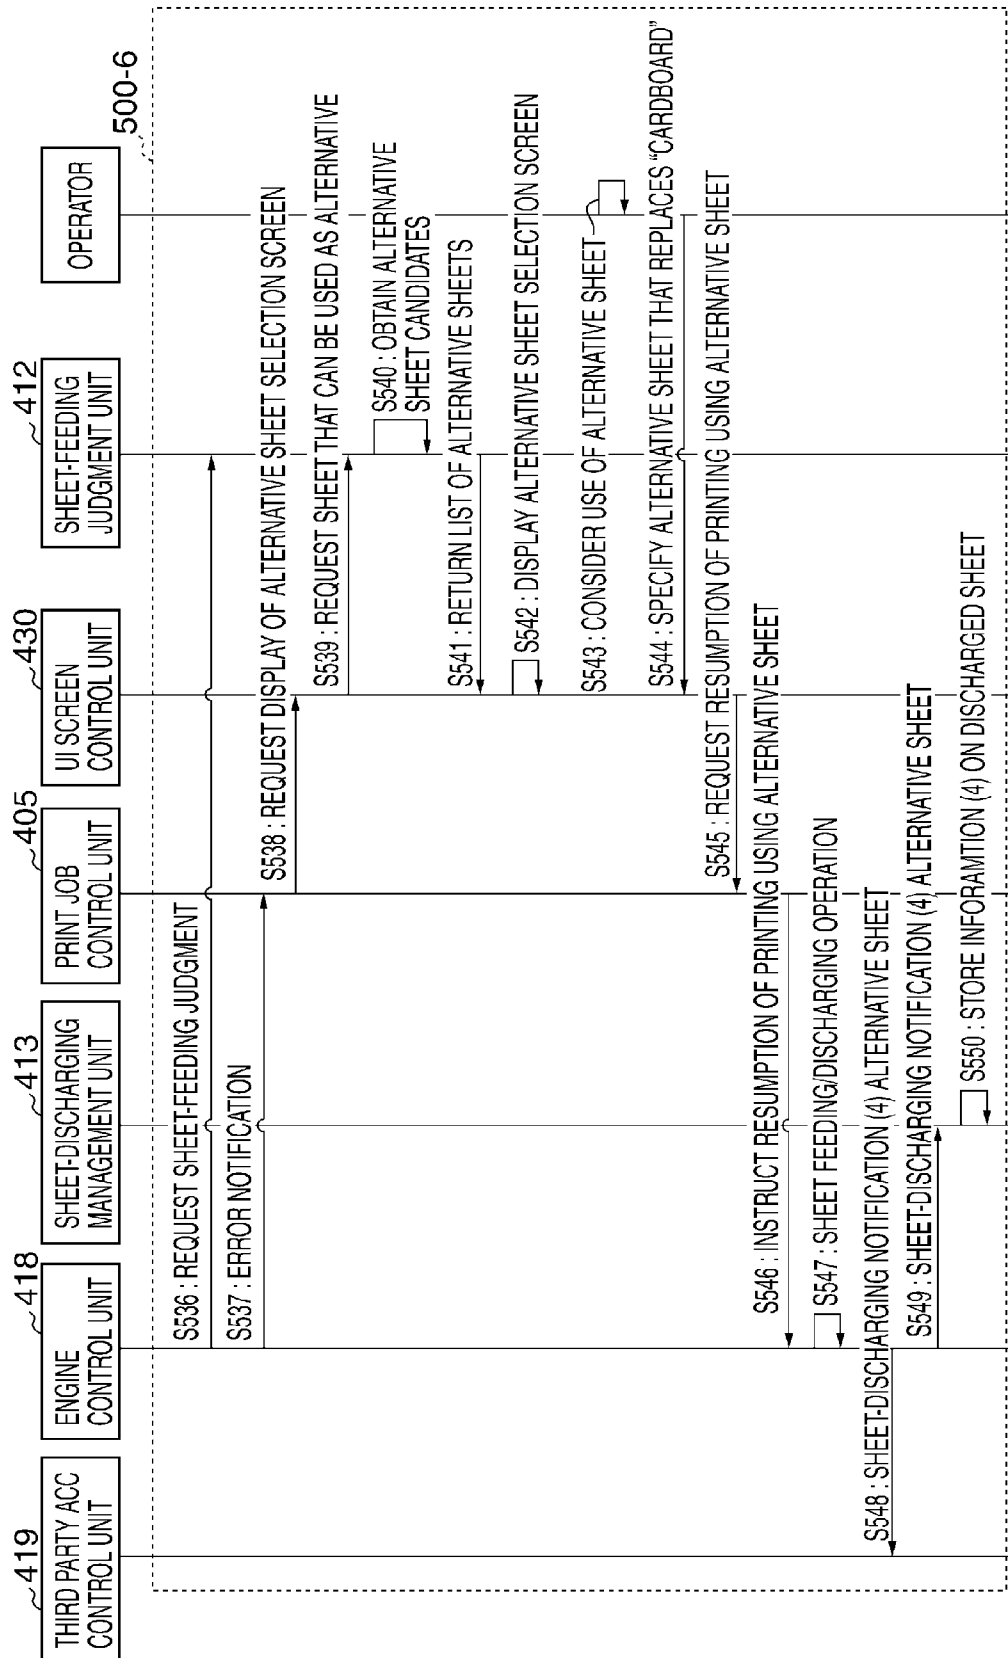 500-6
419
THIRD PARTY ACC
CONTROL UNIT
418
ENGINE
CONTROL UNIT
413
SHEET-DISCHARGING
MANAGEMENT UNIT
405
PRINT JOB
CONTROL UNIT
430
UI SCREEN
CONTROL UNIT
412
SHEET-FEEDING
JUDGMENT UNIT
OPERATOR
S536 : REQUEST SHEET-FEEDING JUDGMENT
S537 : ERROR NOTIFICATION
S538 : REQUEST DISPLAY OF ALTERNATIVE SHEET SELECTION SCREEN
S539 : REQUEST SHEET THAT CAN BE USED AS ALTERNATIVE
S540 : OBTAIN ALTERNATIVE
SHEET CANDIDATES
S541 : RETURN LIST OF ALTERNATIVE SHEETS
S542 : DISPLAY ALTERNATIVE SHEET SELECTION SCREEN
S543 : CONSIDER USE OF ALTERNATIVE SHEET
S544 : SPECIFY ALTERNATIVE SHEET THAT REPLACES "CARDBOARD"
S545 : REQUEST RESUMPTION OF PRINTING USING ALTERNATIVE SHEET
S546 : INSTRUCT RESUMPTION OF PRINTING USING ALTERNATIVE SHEET
S547 : SHEET FEEDING/DISCHARGING OPERATION
S548 : SHEET-DISCHARGING NOTIFICATION (4) ALTERNATIVE SHEET
S549 : SHEET-DISCHARGING NOTIFICATION (4) ALTERNATIVE SHEET
S550 : STORE INFORAMTION (4) ON DISCHARGED SHEET